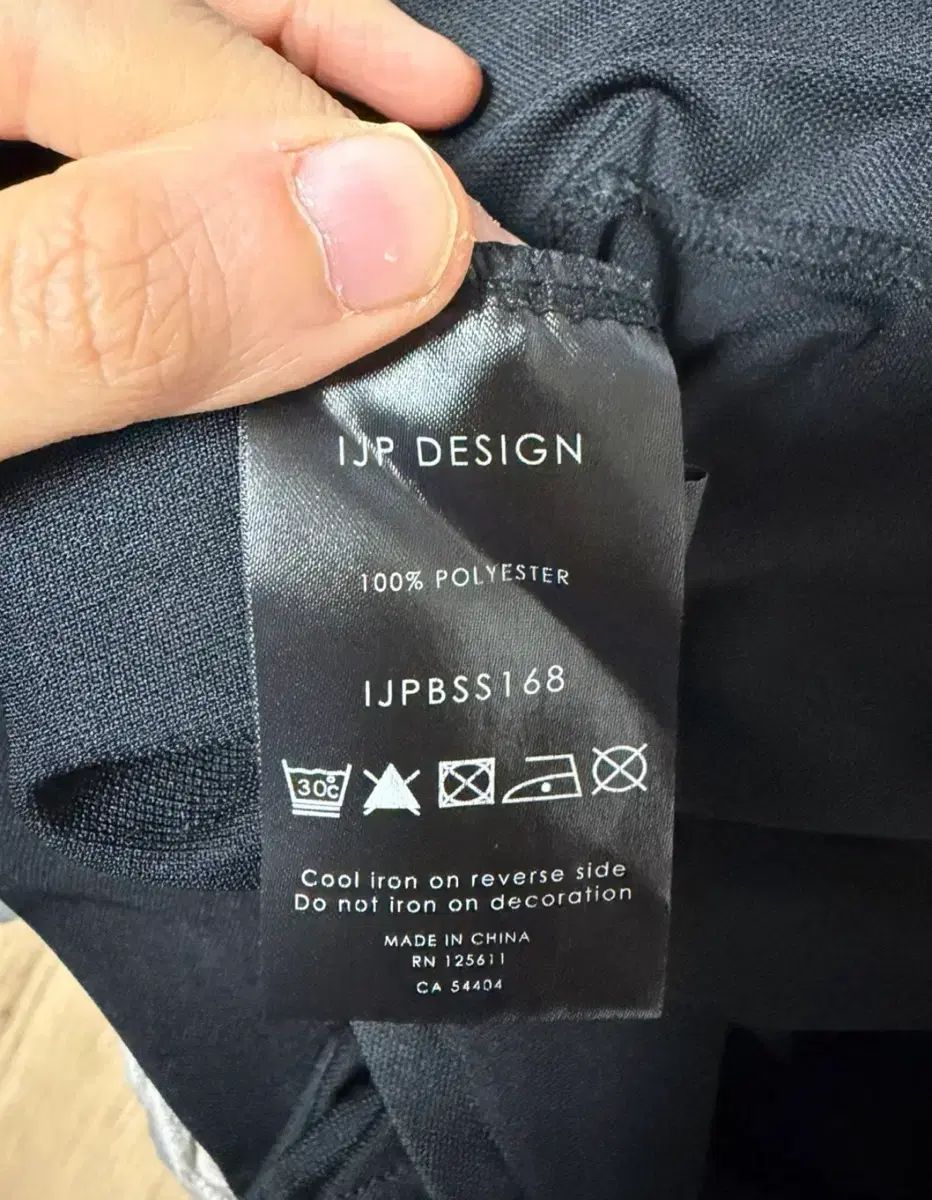 IJP DESIGN
100% POLYESTER
IJPBSS168
30°C
Cool iron on reverse side
Do not iron on decoration
MADE IN CHINA
RN 125611
CA 54404